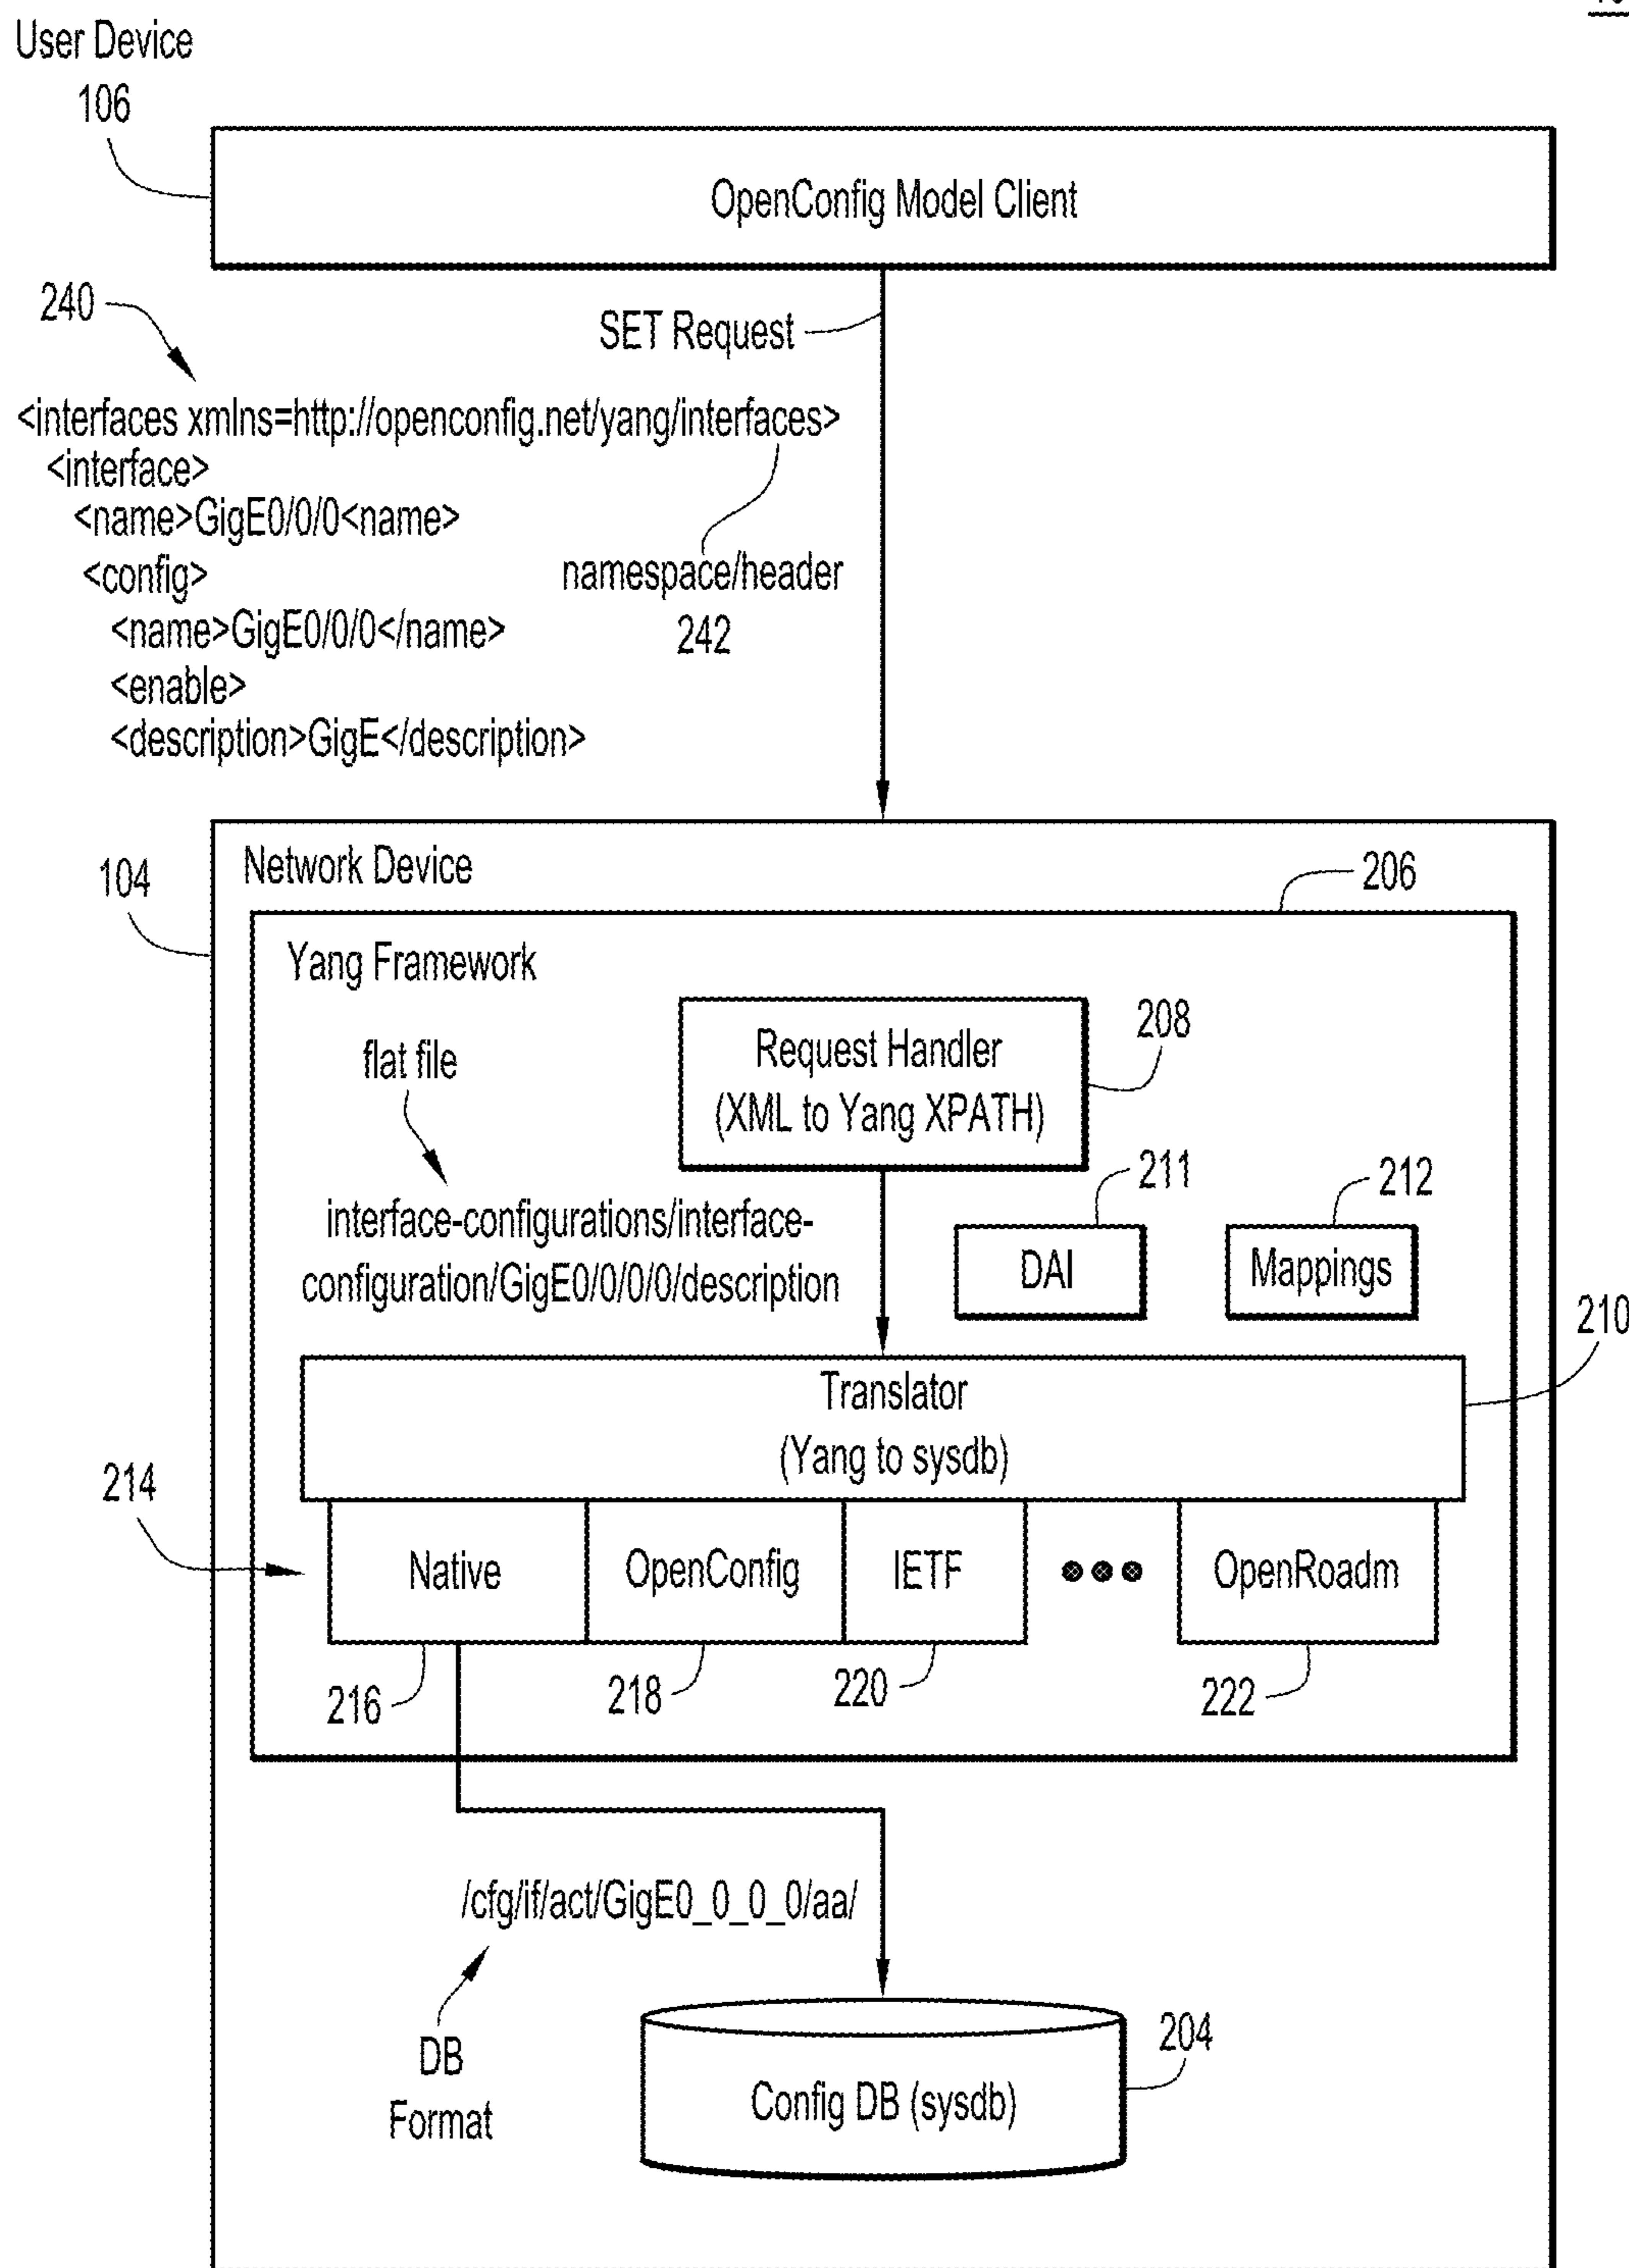 User Device
106
OpenConfig Model Client
240
SET Request
<interfaces xmlns=http://openconfig.net/yang/interfaces>
<interface>
<name>GigE0/0/0<name>
<config>
namespace/header
242
<name>GigE0/0/0</name>
<enable>
<description>GigE</description>
104
Network Device
206
Yang Framework
flat file
Request Handler
(XML to Yang XPATH)
208
211
212
interface-configurations/interface-
configuration/GigE0/0/0/0/description
DAI
Mappings
210
Translator
(Yang to sysdb)
214
Native
OpenConfig
IETF
OpenRoadm
216
218
220
222
/cfg/if/act/GigE0_0_0_0/aa/
DB
Format
204
Config DB (sysdb)